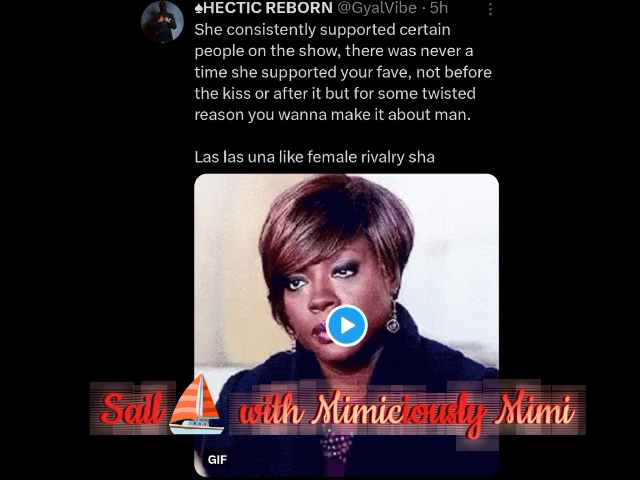 ♠HECTIC REBORN @GyalVibe · 5h
She consistently supported certain
people on the show, there was never a
time she supported your fave, not before
the kiss or after it but for some twisted
reason you wanna make it about man.
Las las una like female rivalry sha
Sail with Mimiciously Mimi
GIF